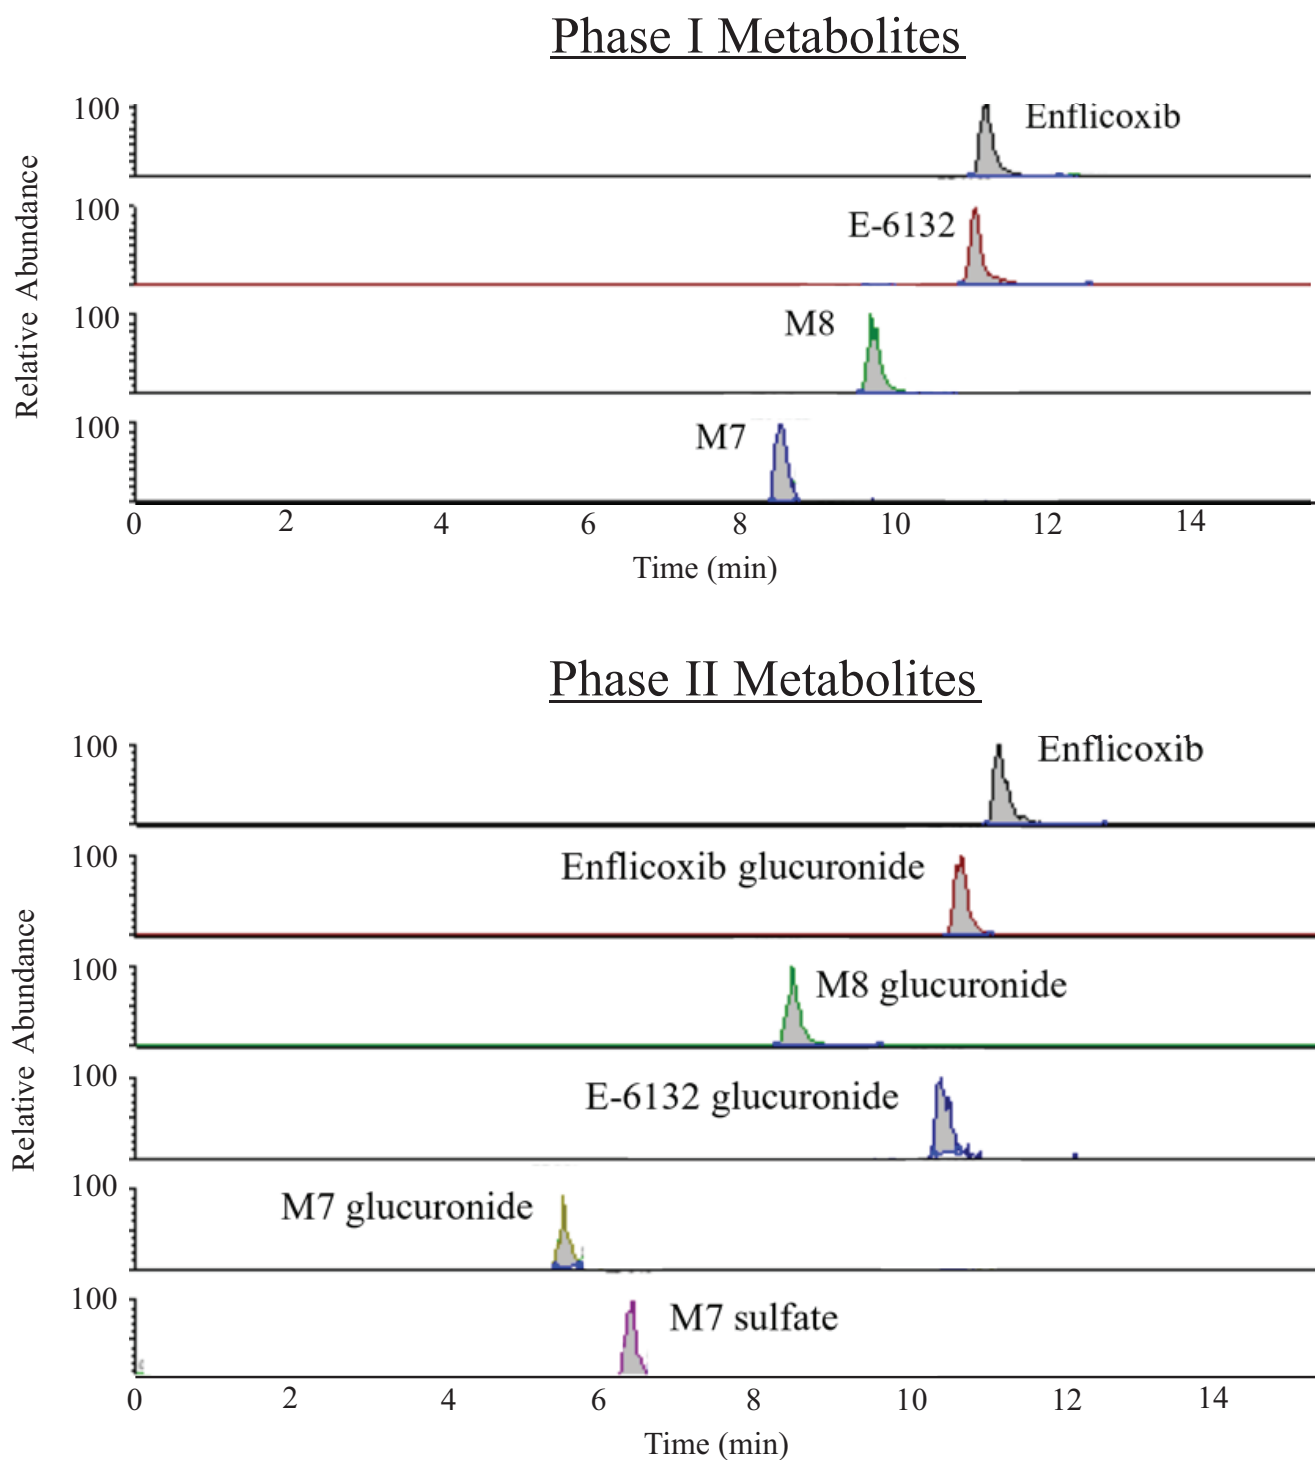 Phase I Metabolites
100
Enflicoxib
100
E-6132
Relative Abundance
100
M8
100
M7
0 2 4 6 8 10 12 14
Time (min)
Phase II Metabolites
100
Enflicoxib
100
Enflicoxib glucuronide
100
M8 glucuronide
Relative Abundance
100
E-6132 glucuronide
100
M7 glucuronide
100
M7 sulfate
0 2 4 6 8 10 12 14
Time (min)